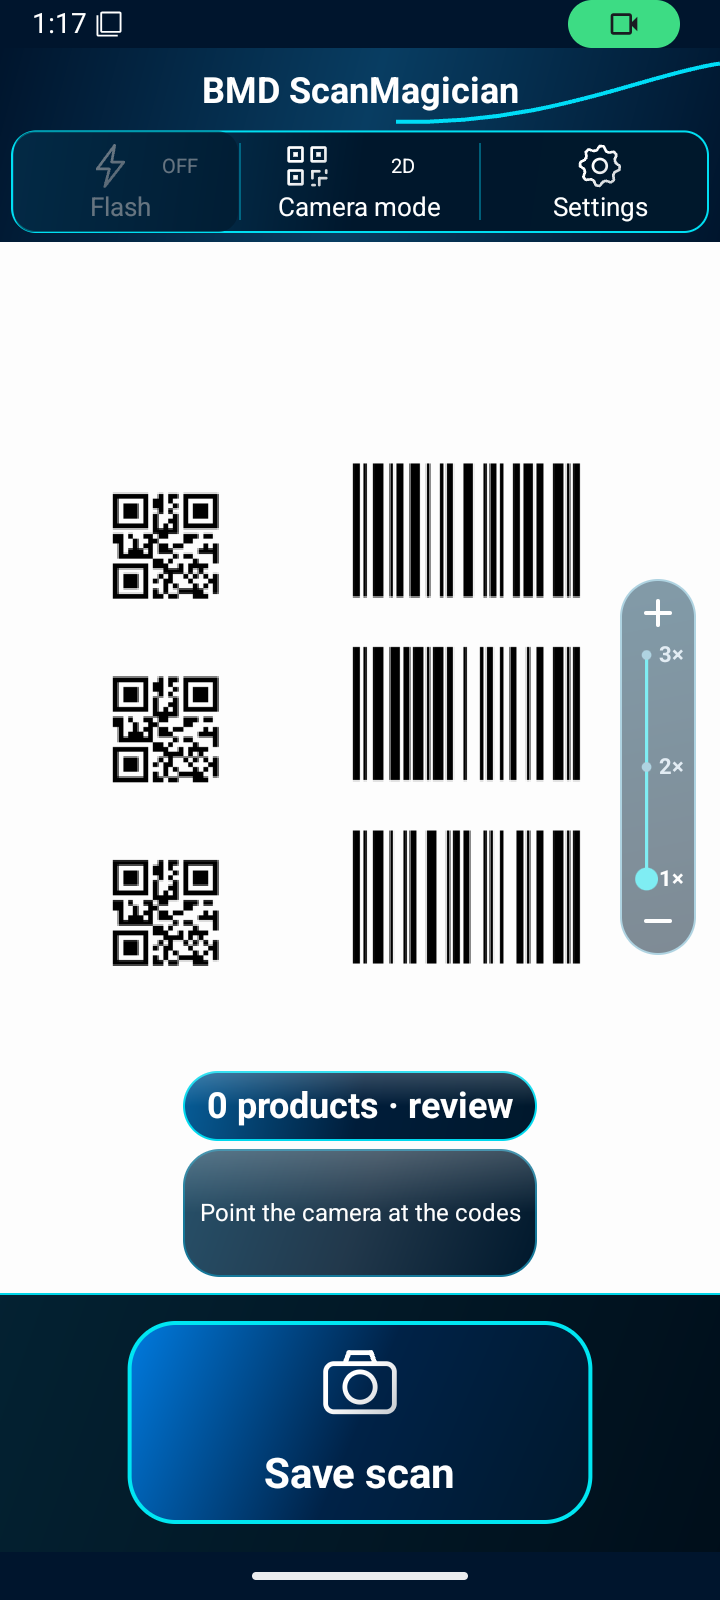 1:17
BMD ScanMagician
OFF
Flash
2D
Camera mode
Settings
3×
2×
1×
0 products · review
Point the camera at the codes
Save scan